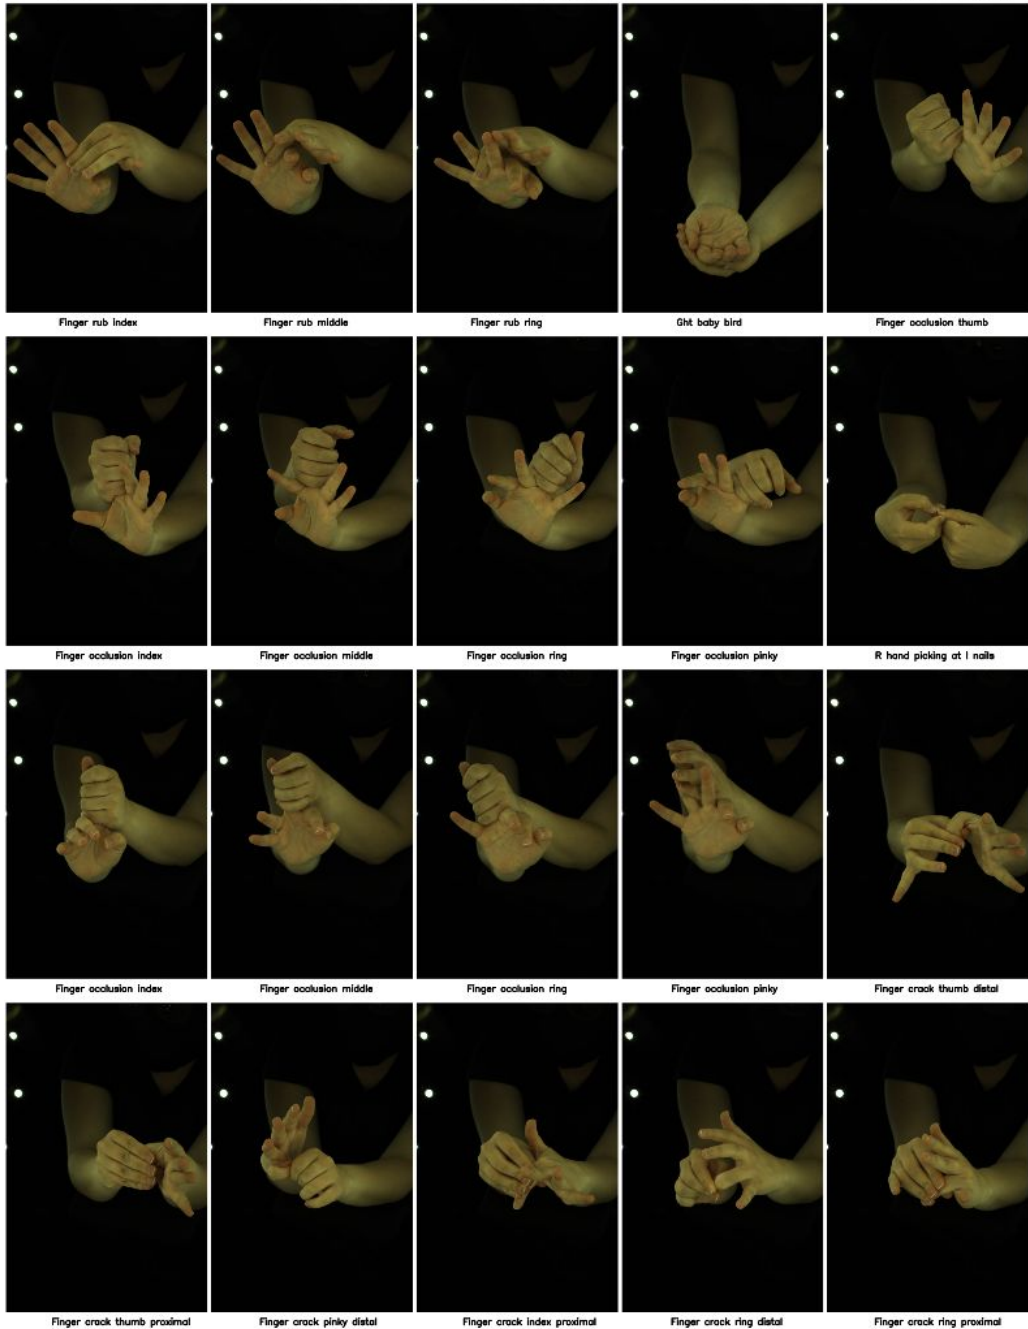 Finger rub index
Finger rub middle
Finger rub ring
Ght baby bird
Finger occlusion thumb
Finger occlusion index
Finger occlusion middle
Finger occlusion ring
Finger occlusion pinky
R hand picking at l nails
Finger occlusion index
Finger occlusion middle
Finger occlusion ring
Finger occlusion pinky
Finger crack thumb distal
Finger crack thumb proximal
Finger crack pinky distal
Finger crack index proximal
Finger crack ring distal
Finger crack ring proximal